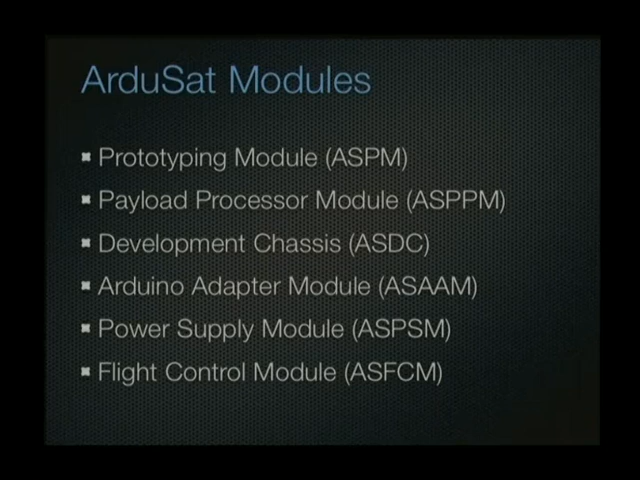 ArduSat Modules
Prototyping Module (ASPM)
Payload Processor Module (ASPPM)
Development Chassis (ASDC)
Arduino Adapter Module (ASAAM)
Power Supply Module (ASPSM)
Flight Control Module (ASFCM)